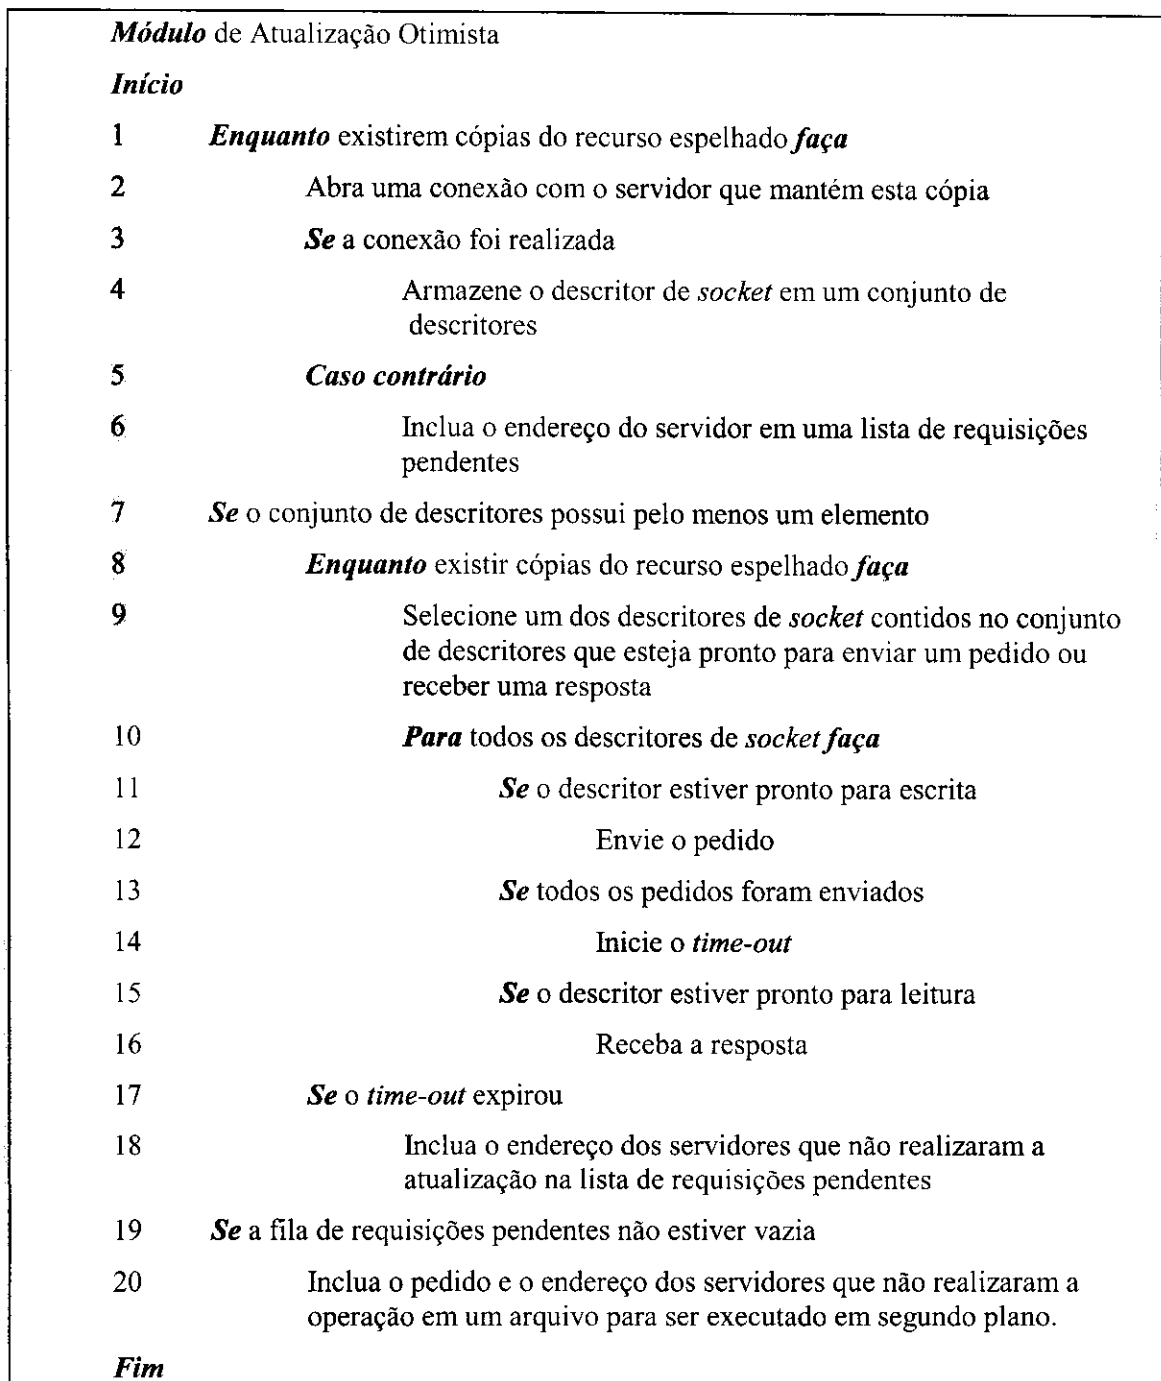 Módulo de Atualização Otimista
Início
1 Enquanto existirem cópias do recurso espelhado faça
2 Abra uma conexão com o servidor que mantém esta cópia
3 Se a conexão foi realizada
4 Armazene o descritor de socket em um conjunto de
descritores
5 Caso contrário
6 Inclua o endereço do servidor em uma lista de requisições
pendentes
7 Se o conjunto de descritores possui pelo menos um elemento
8 Enquanto existir cópias do recurso espelhado faça
9 Selecione um dos descritores de socket contidos no conjunto
de descritores que esteja pronto para enviar um pedido ou
receber uma resposta
10 Para todos os descritores de socket faça
11 Se o descritor estiver pronto para escrita
12 Envie o pedido
13 Se todos os pedidos foram enviados
14 Inicie o time-out
15 Se o descritor estiver pronto para leitura
16 Receba a resposta
17 Se o time-out expirou
18 Inclua o endereço dos servidores que não realizaram a
atualização na lista de requisições pendentes
19 Se a fila de requisições pendentes não estiver vazia
20 Inclua o pedido e o endereço dos servidores que não realizaram a
operação em um arquivo para ser executado em segundo plano.
Fim